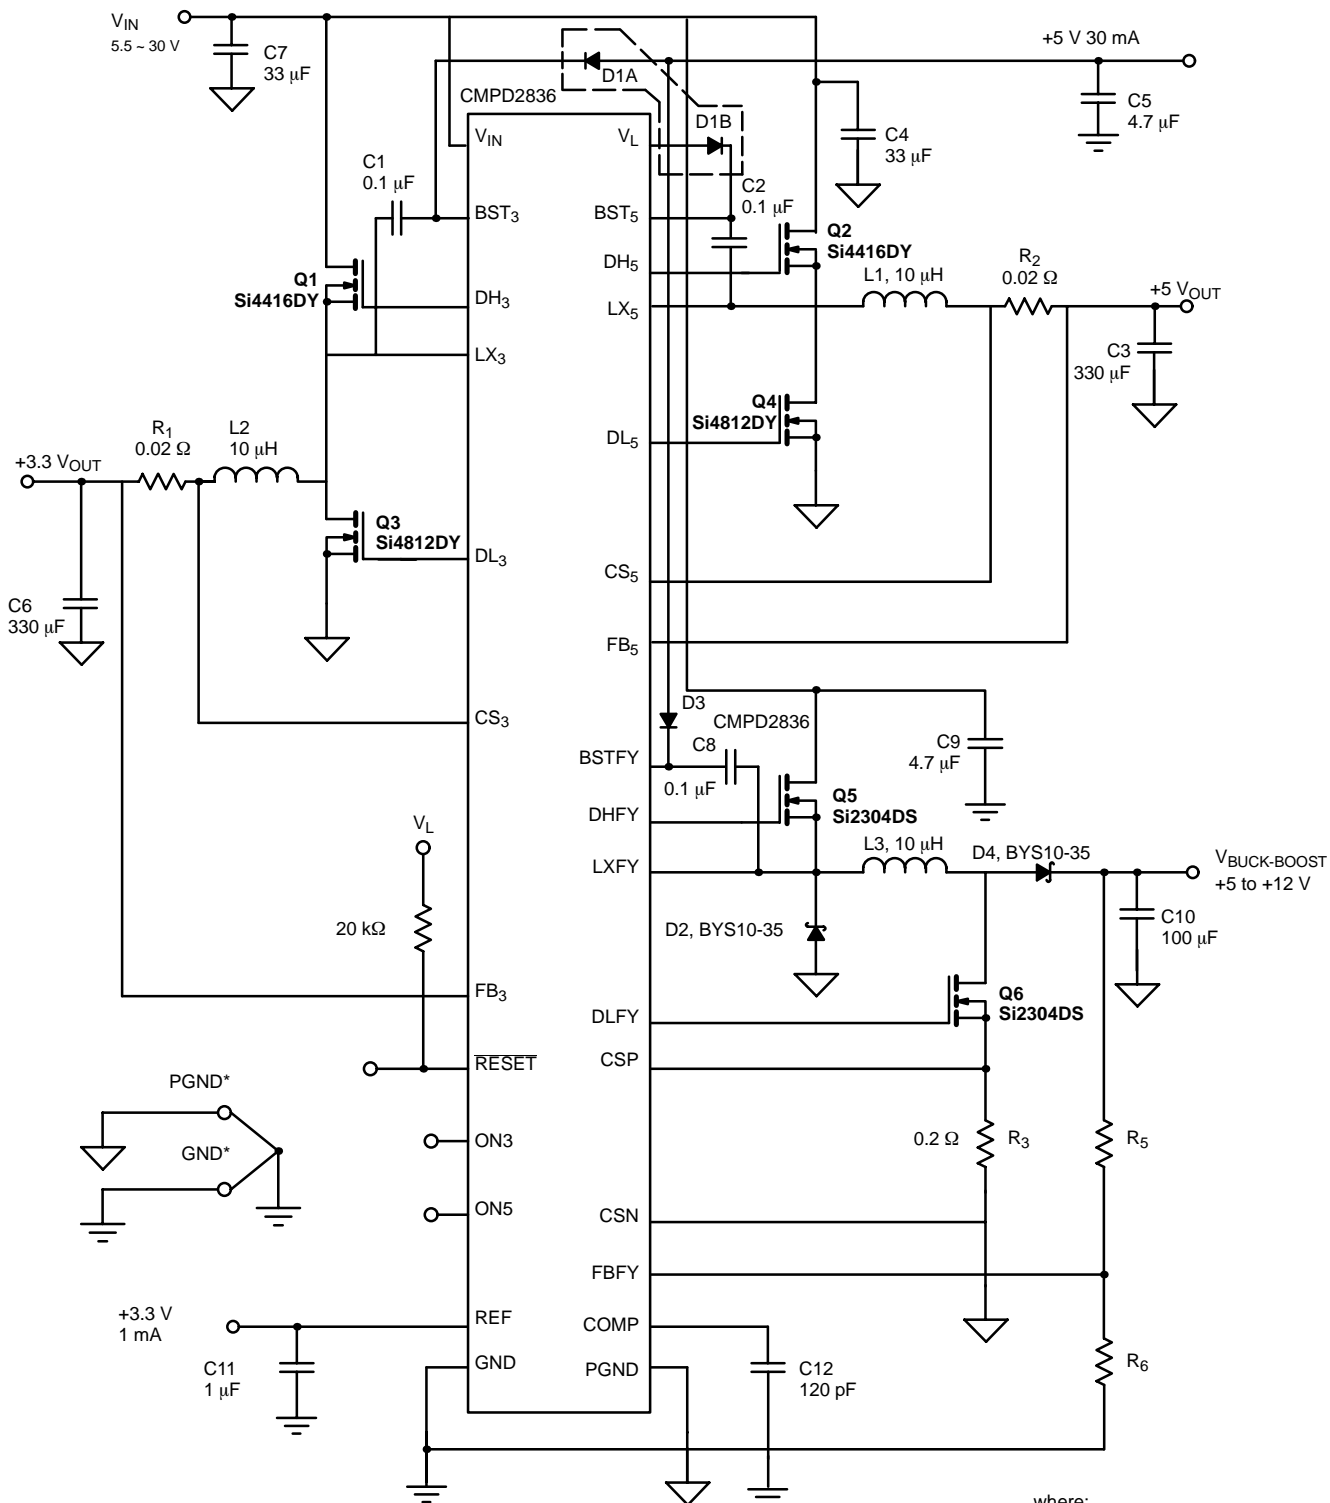 VIN
5.5 ~ 30 V
C7
33 μF
+5 V 30 mA
D1A
C5
4.7 μF
CMPD2836
D1B
VIN
VL
C4
33 μF
C1
0.1 μF
C2
0.1 μF
BST3
BST5
Q2
Si4416DY
R2
0.02 Ω
DH5
L1, 10 μH
Q1
Si4416DY
+5 VOUT
DH3
LX5
C3
330 μF
LX3
Q4
Si4812DY
R1
0.02 Ω
L2
10 μH
DL5
+3.3 VOUT
Q3
Si4812DY
DL3
CS5
C6
330 μF
FB5
D3
CS3
CMPD2836
C9
4.7 μF
BSTFY
C8
0.1 μF
Q5
Si2304DS
DHFY
VL
L3, 10 μH
D4, BYS10-35
VBUCK-BOOST
+5 to +12 V
LXFY
C10
100 μF
20 kΩ
D2, BYS10-35
FB3
Q6
Si2304DS
DLFY
RESET
CSP
PGND*
ON3
0.2 Ω
R3
R5
GND*
ON5
CSN
FBFY
+3.3 V
1 mA
REF
COMP
C11
1 μF
GND
PGND
C12
120 pF
R6
where: